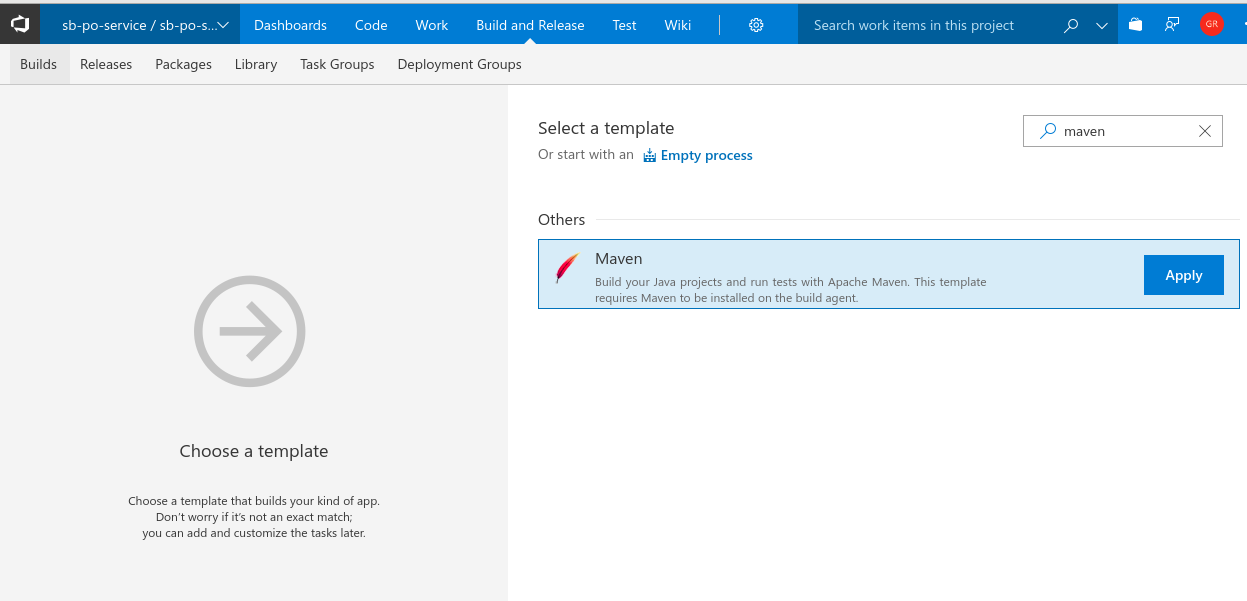 sb-po-service / sb-po-s... Dashboards Code Work Build and Release Test Wiki Search work items in this project GR
Builds Releases Packages Library Task Groups Deployment Groups
Select a template
maven
Or start with an Empty process
Others
Maven
Build your Java projects and run tests with Apache Maven. This template
requires Maven to be installed on the build agent.
Apply
Choose a template
Choose a template that builds your kind of app.
Don't worry if it's not an exact match;
you can add and customize the tasks later.